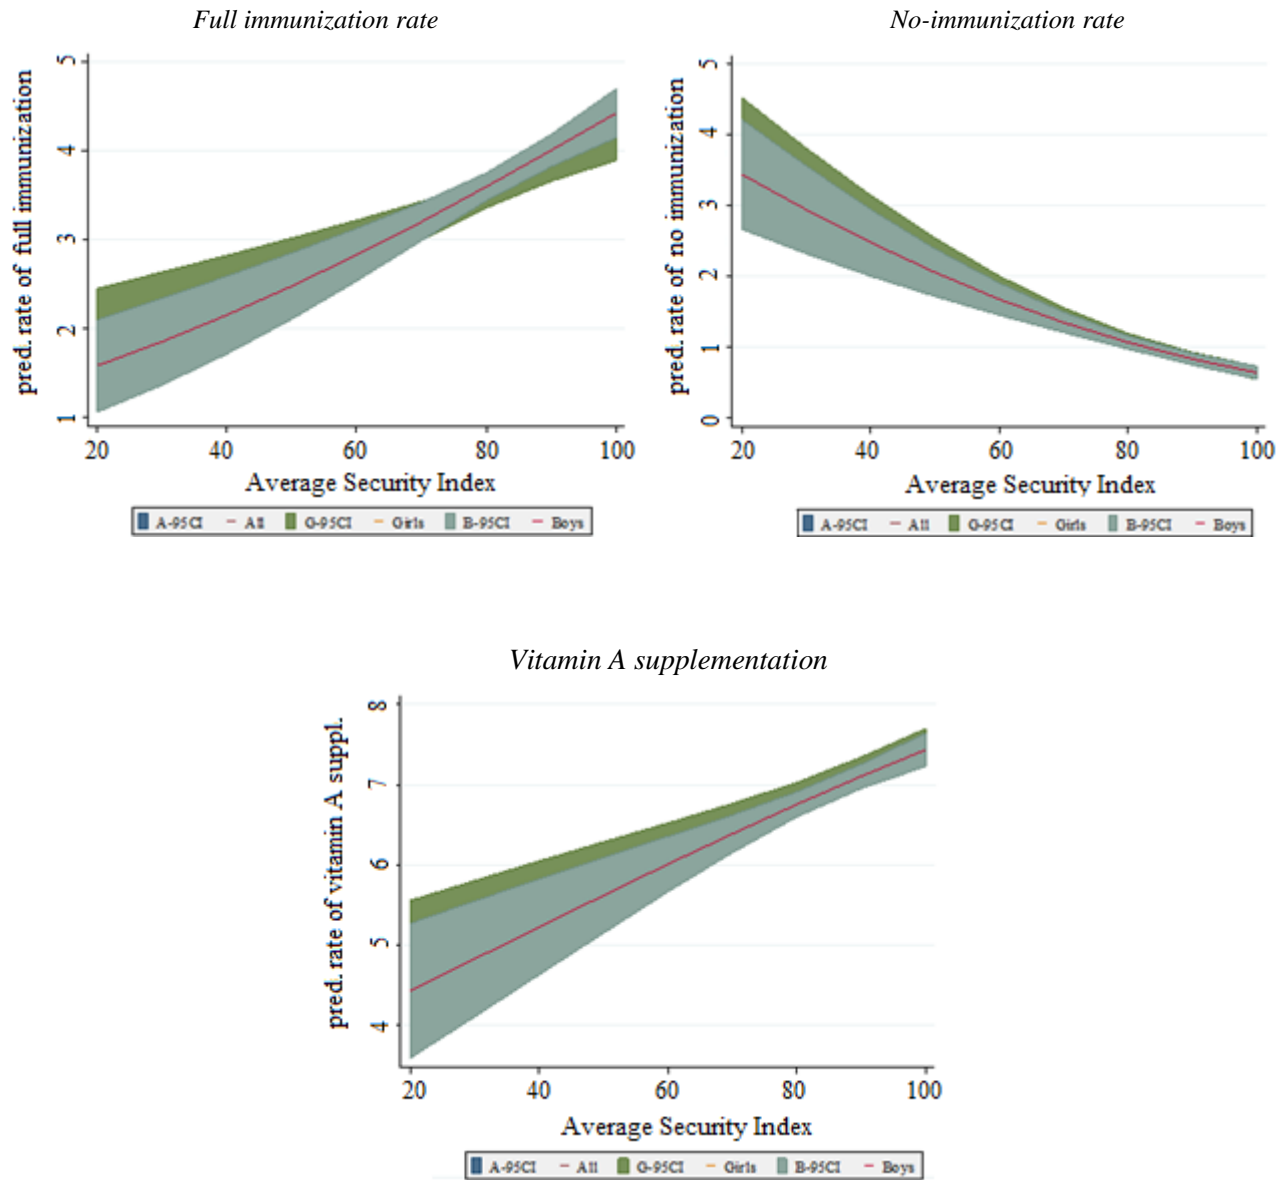 Full immunization rate
No-immunization rate
pred. rate of full immunization
5
4
3
2
1
20 40 60 80 100
Average Security Index
A-95CI All G-95CI Girls B-95CI Boys
pred. rate of no immunization
5
4
3
2
1
0
20 40 60 80 100
Average Security Index
A-95CI All G-95CI Girls B-95CI Boys
Vitamin A supplementation
pred. rate of vitamin A suppl.
8
7
6
5
4
20 40 60 80 100
Average Security Index
A-95CI All G-95CI Girls B-95CI Boys